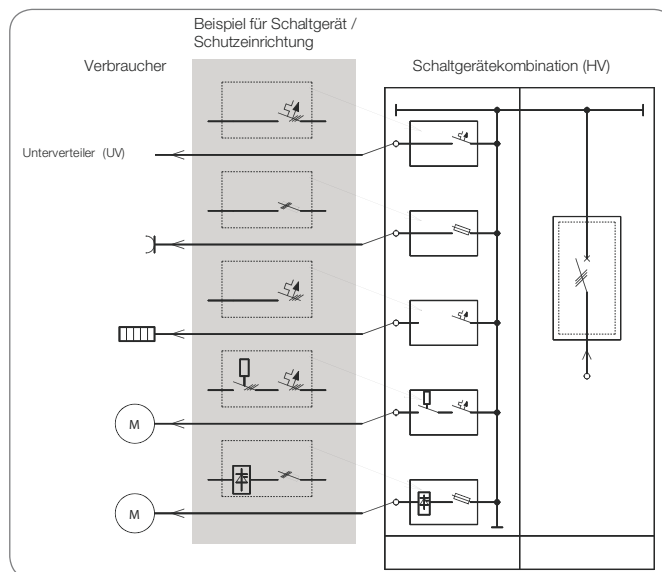 Beispiel für Schaltgerät /
Schutzeinrichtung
Verbraucher
Schaltgerätekombination (HV)
Unterverteiler (UV)
M
M